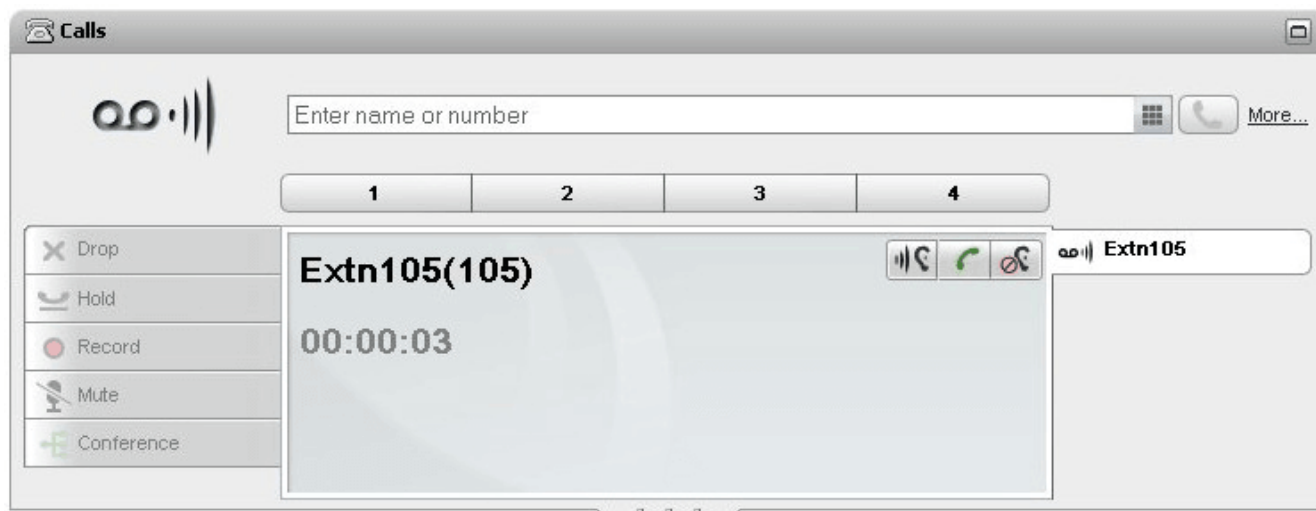 Calls
Enter name or number
More...
1 2 3 4
Drop
Hold
Record
Mute
Conference
Extn105(105)
00:00:03
Extn105